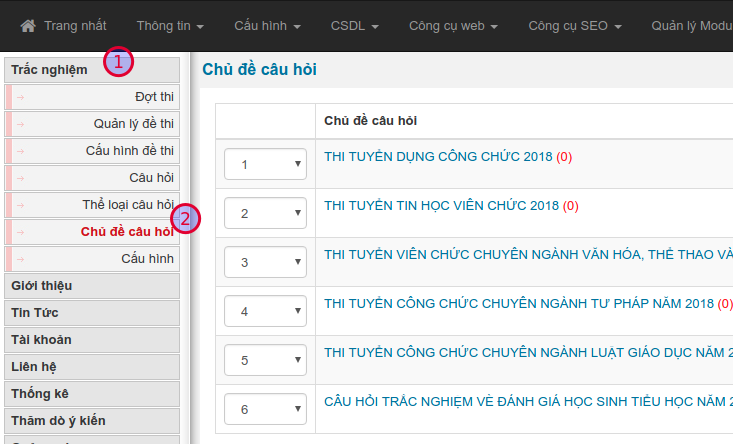 Trang nhất Thông tin Cấu hình CSDL Công cụ web Công cụ SEO Quản lý
Trắc nghiệm
1
Đợt thi
Quản lý đề thi
Cấu hình đề thi
Câu hỏi
Thể loại câu hỏi
2
Chủ đề câu hỏi
Cấu hình
Giới thiệu
Tin Tức
Tài khoản
Liên hệ
Thống kê
Thăm dò ý kiến
Chủ đề câu hỏi
Chủ đề câu hỏi
1 THI TUYỂN DỤNG CÔNG CHỨC 2018 (0)
2 THI TUYỂN TIN HỌC VIÊN CHỨC 2018 (0)
3 THI TUYỂN VIÊN CHỨC CHUYÊN NGÀNH VĂN HÓA, THỂ THAO VÀ
4 THI TUYỂN CÔNG CHỨC CHUYÊN NGÀNH TƯ PHÁP NĂM 2018 (0)
5 THI TUYỂN CÔNG CHỨC CHUYÊN NGÀNH LUẬT GIÁO DỤC NĂM
6 CÂU HỎI TRẮC NGHIỆM VỀ ĐÁNH GIÁ HỌC SINH TIỂU HỌC NĂM